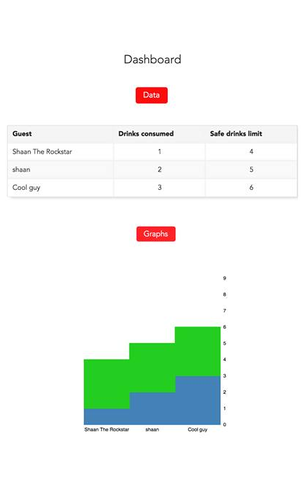 Dashboard
Data
Guest Drinks consumed Safe drinks limit
Shaan The Rockstar 1 4
shaan 2 5
Cool guy 3 6
Graphs
9
8
7
6
5
4
3
2
1
0
Shaan The Rockstar shaan Cool guy